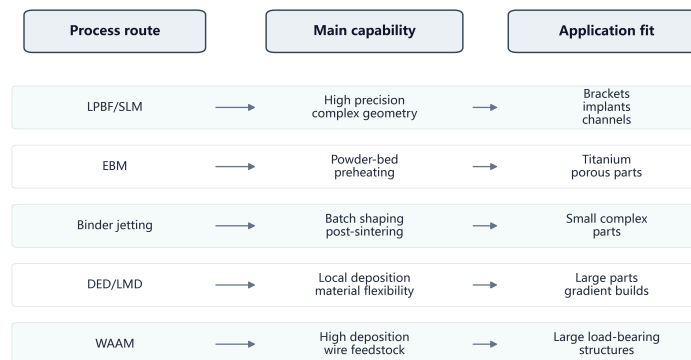 Process route
Main capability
Application fit
LPBF/SLM
High precision
complex geometry
Brackets
implants
channels
EBM
Powder-bed
preheating
Titanium
porous parts
Binder jetting
Batch shaping
post-sintering
Small complex
parts
DED/LMD
Local deposition
material flexibility
Large parts
gradient builds
WAAM
High deposition
wire feedstock
Large load-bearing
structures